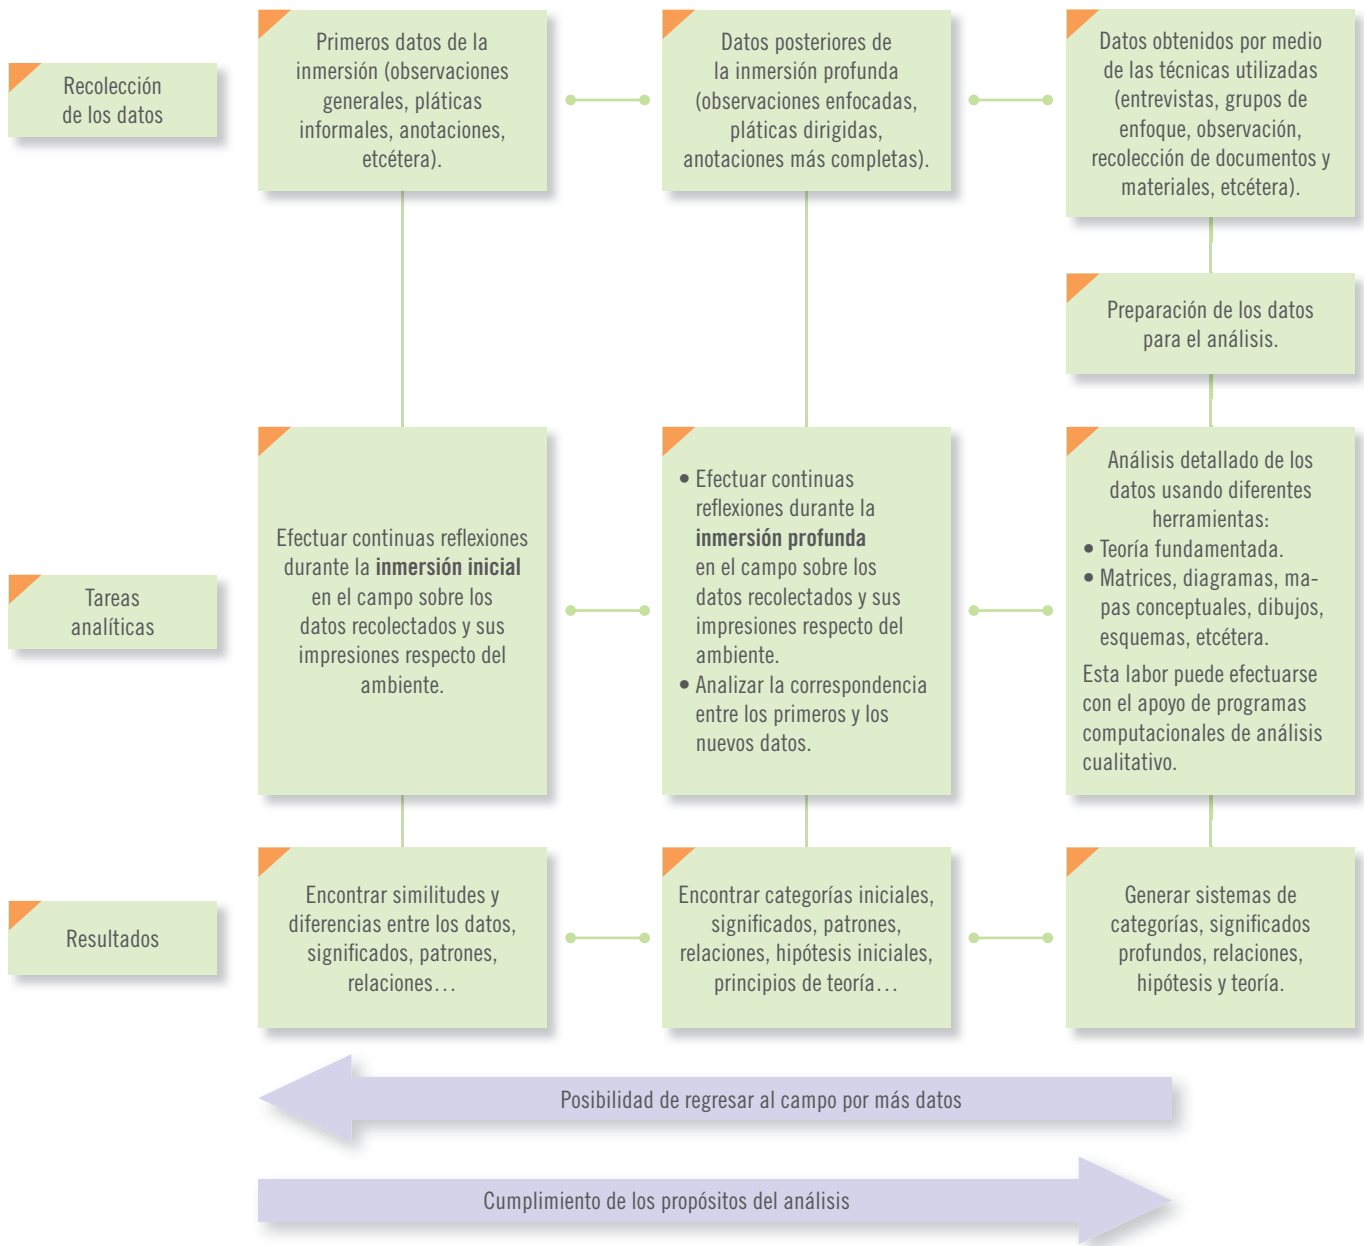 Recolección
de los datos
Primeros datos de la
inmersión (observaciones
generales, pláticas
informales, anotaciones,
etcétera).
Datos posteriores de
la inmersión profunda
(observaciones enfocadas,
pláticas dirigidas,
anotaciones más completas).
Datos obtenidos por medio
de las técnicas utilizadas
(entrevistas, grupos de
enfoque, observación,
recolección de documentos y
materiales, etcétera).
Preparación de los datos
para el análisis.
Tareas
analíticas
Efectuar continuas reflexiones
durante la inmersión inicial
en el campo sobre los
datos recolectados y sus
impresiones respecto del
ambiente.
• Efectuar continuas
reflexiones durante la
inmersión profunda
en el campo sobre los
datos recolectados y sus
impresiones respecto del
ambiente.
• Analizar la correspondencia
entre los primeros y los
nuevos datos.
Análisis detallado de los
datos usando diferentes
herramientas:
• Teoría fundamentada.
• Matrices, diagramas, ma-
pas conceptuales, dibujos,
esquemas, etcétera.
Esta labor puede efectuarse
con el apoyo de programas
computacionales de análisis
cualitativo.
Resultados
Encontrar similitudes y
diferencias entre los datos,
significados, patrones,
relaciones…
Encontrar categorías iniciales,
significados, patrones,
relaciones, hipótesis iniciales,
principios de teoría…
Generar sistemas de
categorías, significados
profundos, relaciones,
hipótesis y teoría.
Posibilidad de regresar al campo por más datos
Cumplimiento de los propósitos del análisis